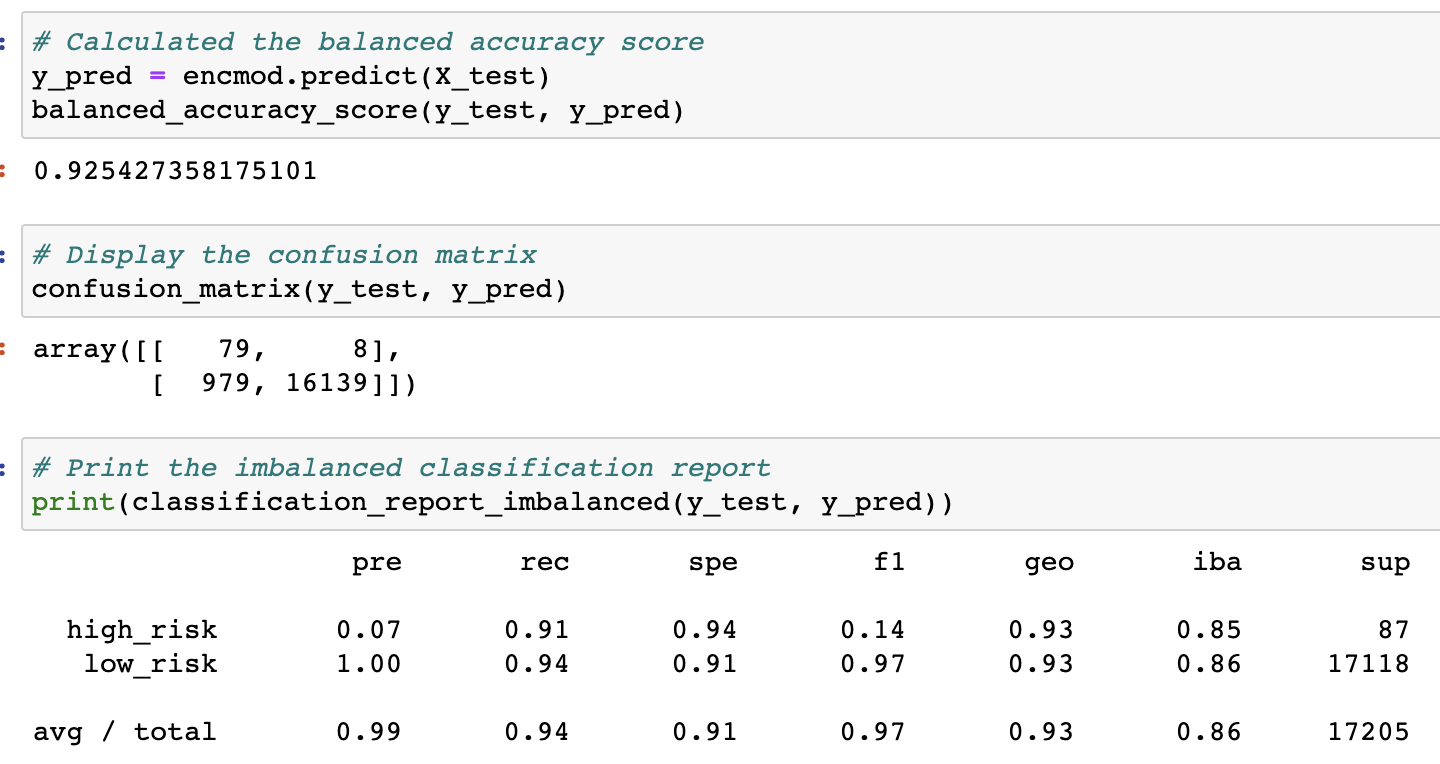 # Calculated the balanced accuracy score
y_pred = encmod.predict(X_test)
balanced_accuracy_score(y_test, y_pred)
0.925427358175101
# Display the confusion matrix
confusion_matrix(y_test, y_pred)
array([[   79,     8],
       [  979, 16139]])
# Print the imbalanced classification report
print(classification_report_imbalanced(y_test, y_pred))
pre rec spe f1 geo iba sup
high_risk 0.07 0.91 0.94 0.14 0.93 0.85 87
low_risk 1.00 0.94 0.91 0.97 0.93 0.86 17118
avg / total 0.99 0.94 0.91 0.97 0.93 0.86 17205